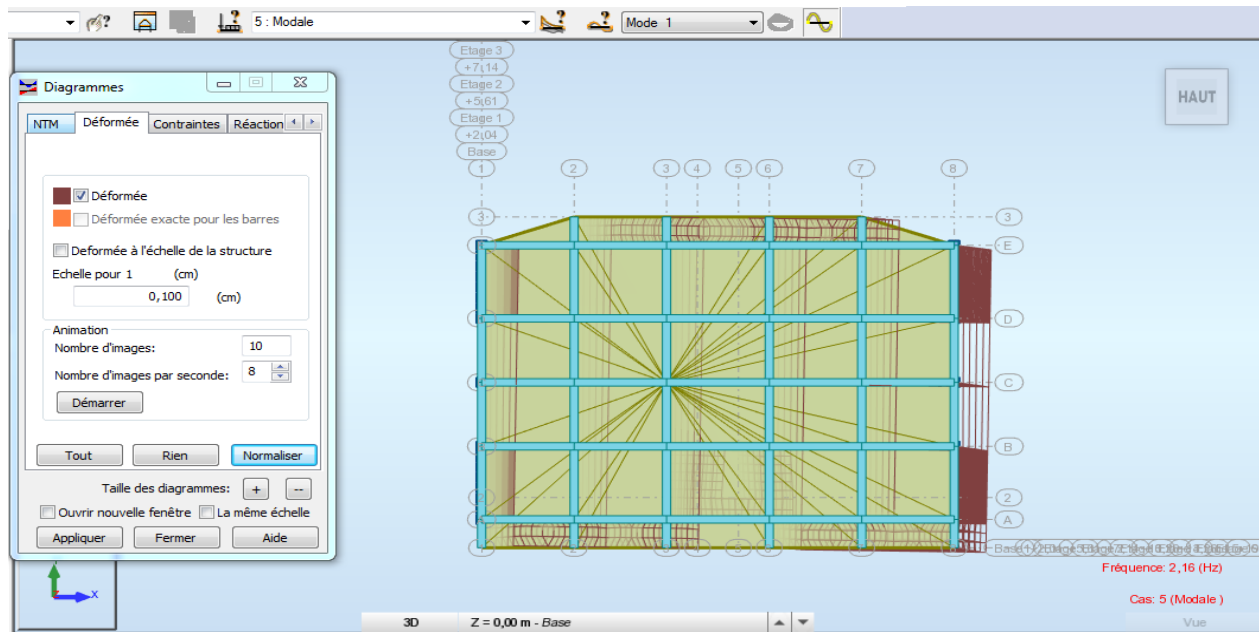 5 : Modale
Mode 1
Diagrammes
NTM Déformée Contraintes Réaction
Déformée
Déformée exacte pour les barres
Deformée à l'échelle de la structure
Echelle pour 1 (cm)
0,100 (cm)
Animation
Nombre d'images: 10
Nombre d'images par seconde: 8
Démarrer
Tout Rien Normaliser
Taille des diagrammes: + --
Ouvrir nouvelle fenêtre La même échelle
Appliquer Fermer Aide
Etage 3
+7,14
Etage 2
+5,61
Etage 1
+2,04
Base
HAUT
1 2 3 4 5 6 7 8
3 3
E
D
C
B
2 2
A
Fréquence: 2,16 (Hz)
Cas: 5 (Modale )
X
3D Z = 0,00 m - Base
Vue